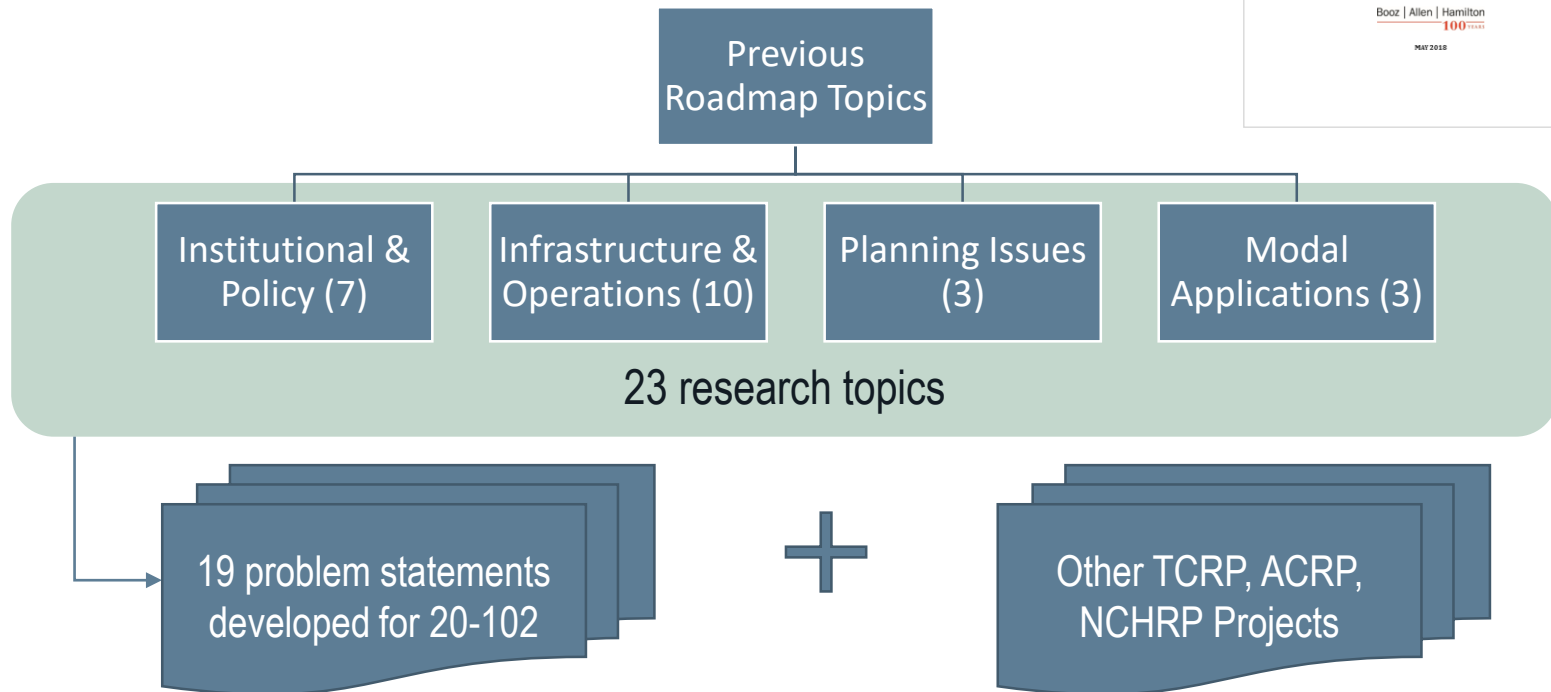 Booz | Allen | Hamilton
100 YEARS
MAY 2018
Previous
Roadmap Topics
Institutional &
Policy (7)
Infrastructure &
Operations (10)
Planning Issues
(3)
Modal
Applications (3)
23 research topics
19 problem statements
developed for 20-102
Other TCRP, ACRP,
NCHRP Projects